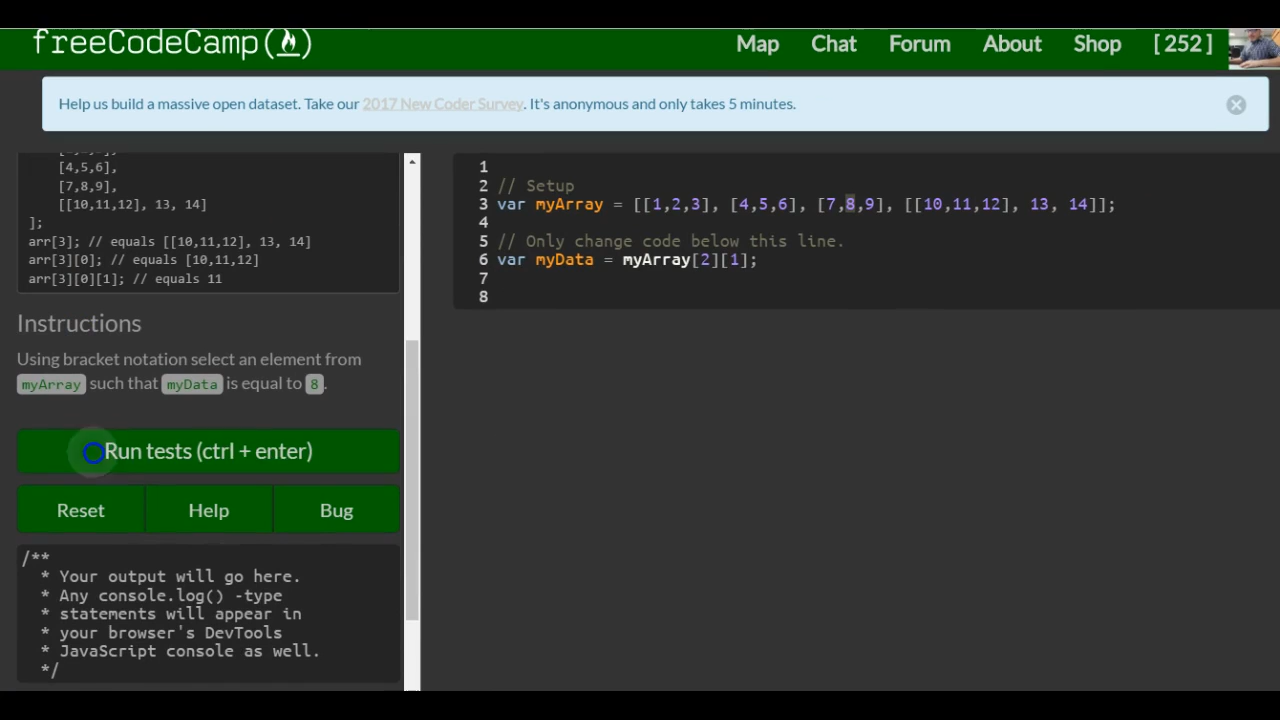 freeCodeCamp
Map Chat Forum About Shop [ 252 ]
Help us build a massive open dataset. Take our 2017 New Coder Survey. It's anonymous and only takes 5 minutes.
[4,5,6],
[7,8,9],
[[10,11,12], 13, 14]
];
arr[3]; // equals [[10,11,12], 13, 14]
arr[3][0]; // equals [10,11,12]
arr[3][0][1]; // equals 11
Instructions
Using bracket notation select an element from
myArray such that myData is equal to 8.
Run tests (ctrl + enter)
Reset Help Bug
/**
* Your output will go here.
* Any console.log() -type
* statements will appear in
* your browser's DevTools
* JavaScript console as well.
*/
1
2 // Setup
3 var myArray = [[1,2,3], [4,5,6], [7,8,9], [[10,11,12], 13, 14]];
4
5 // Only change code below this line.
6 var myData = myArray[2][1];
7
8